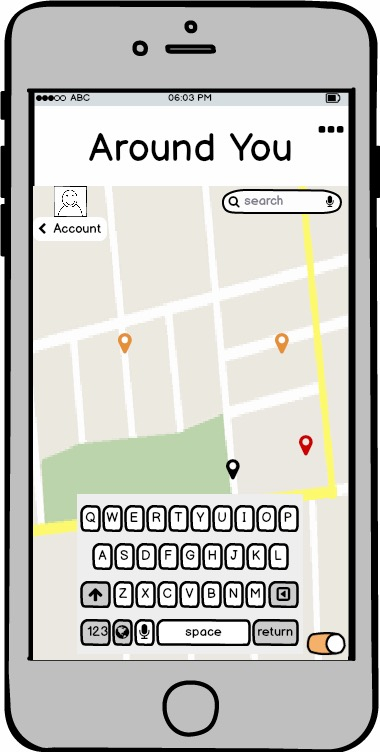 ABC 06:03 PM
Around You
search
Account
Q W E R T Y U I O P
A S D F G H J K L
Z X C V B N M
123 space return